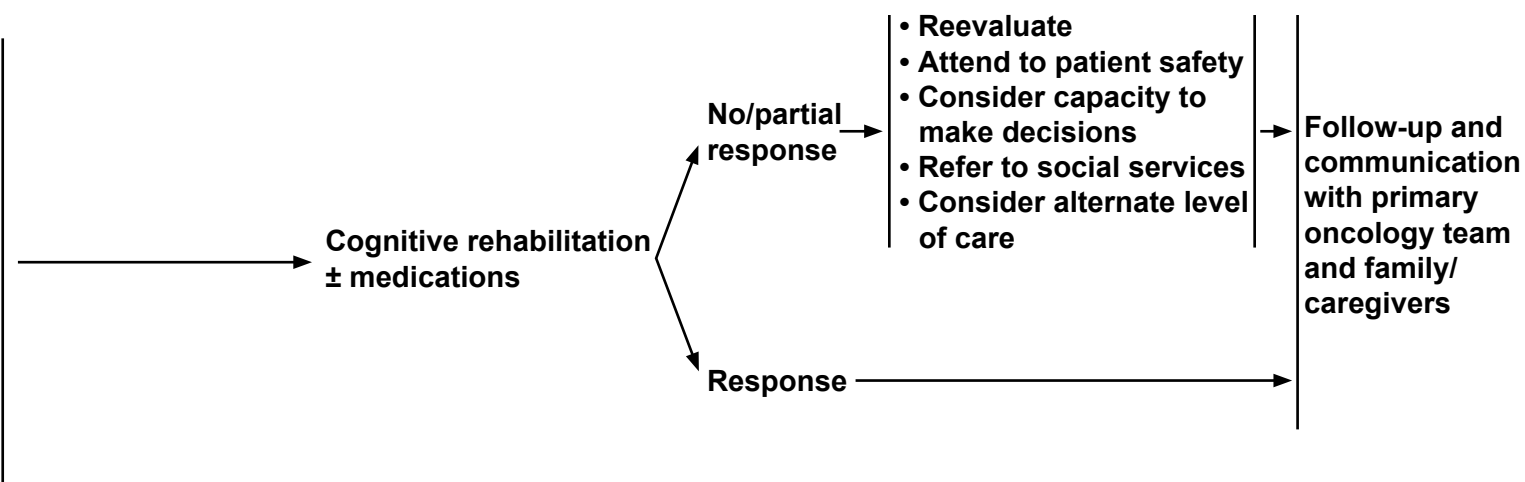 Cognitive rehabilitation
± medications
No/partial
response
• Reevaluate
• Attend to patient safety
• Consider capacity to
make decisions
• Refer to social services
• Consider alternate level
of care
Response
Follow-up and
communication
with primary
oncology team
and family/
caregivers